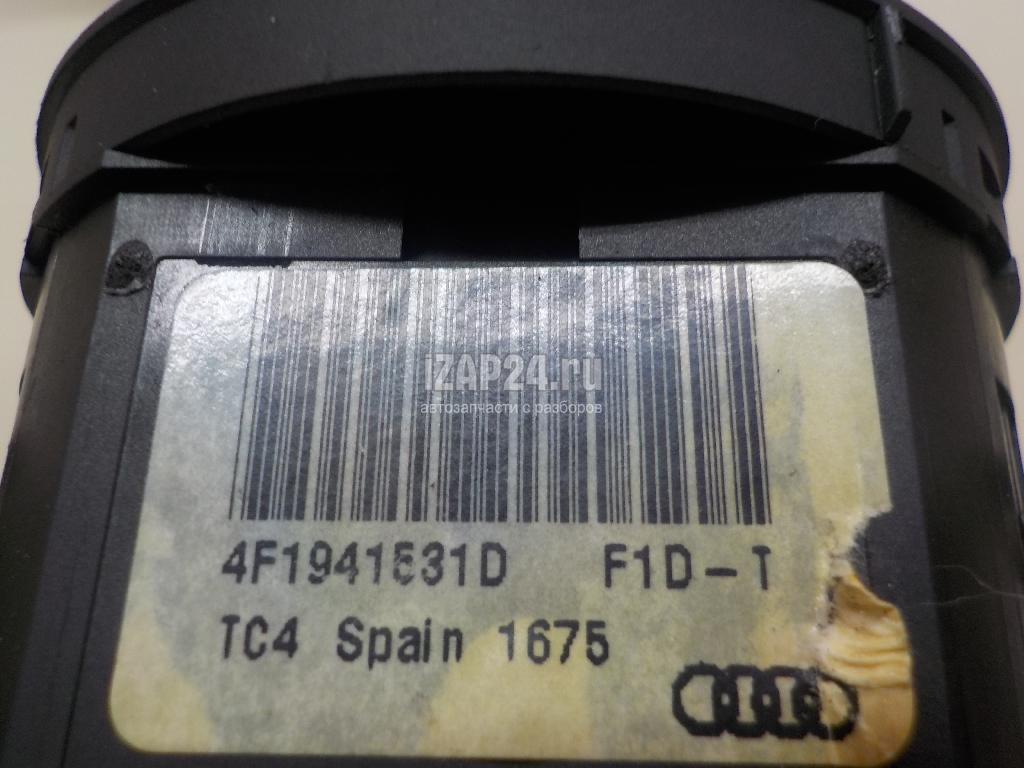 iZAP24.ru
автозапчасти с разборов
4F1941531D F1D-T
TC4 Spain 1675